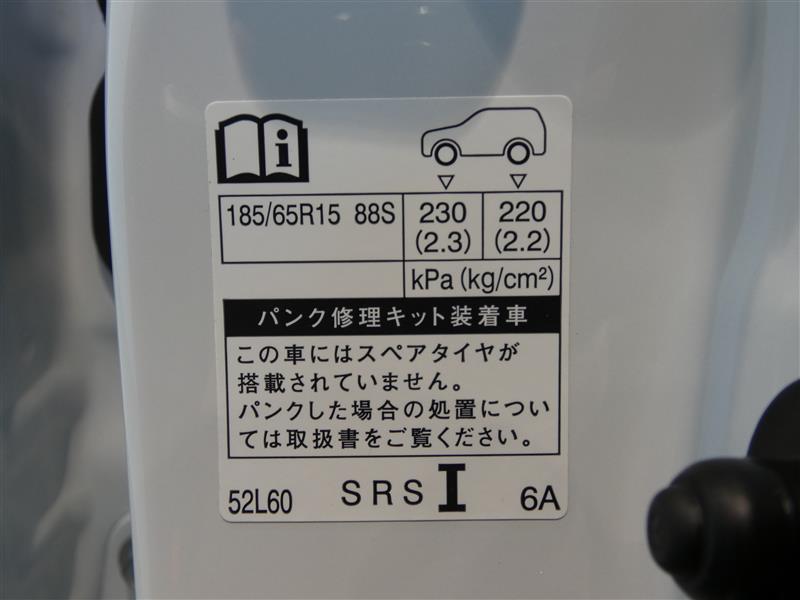 185/65R15 88S 230 220
(2.3) (2.2)
kPa (kg/cm²)
パンク修理キット装着車
この車にはスペアタイヤが
搭載されていません。
パンクした場合の処置につい
ては取扱書をご覧ください。
52L60 SRS I 6A